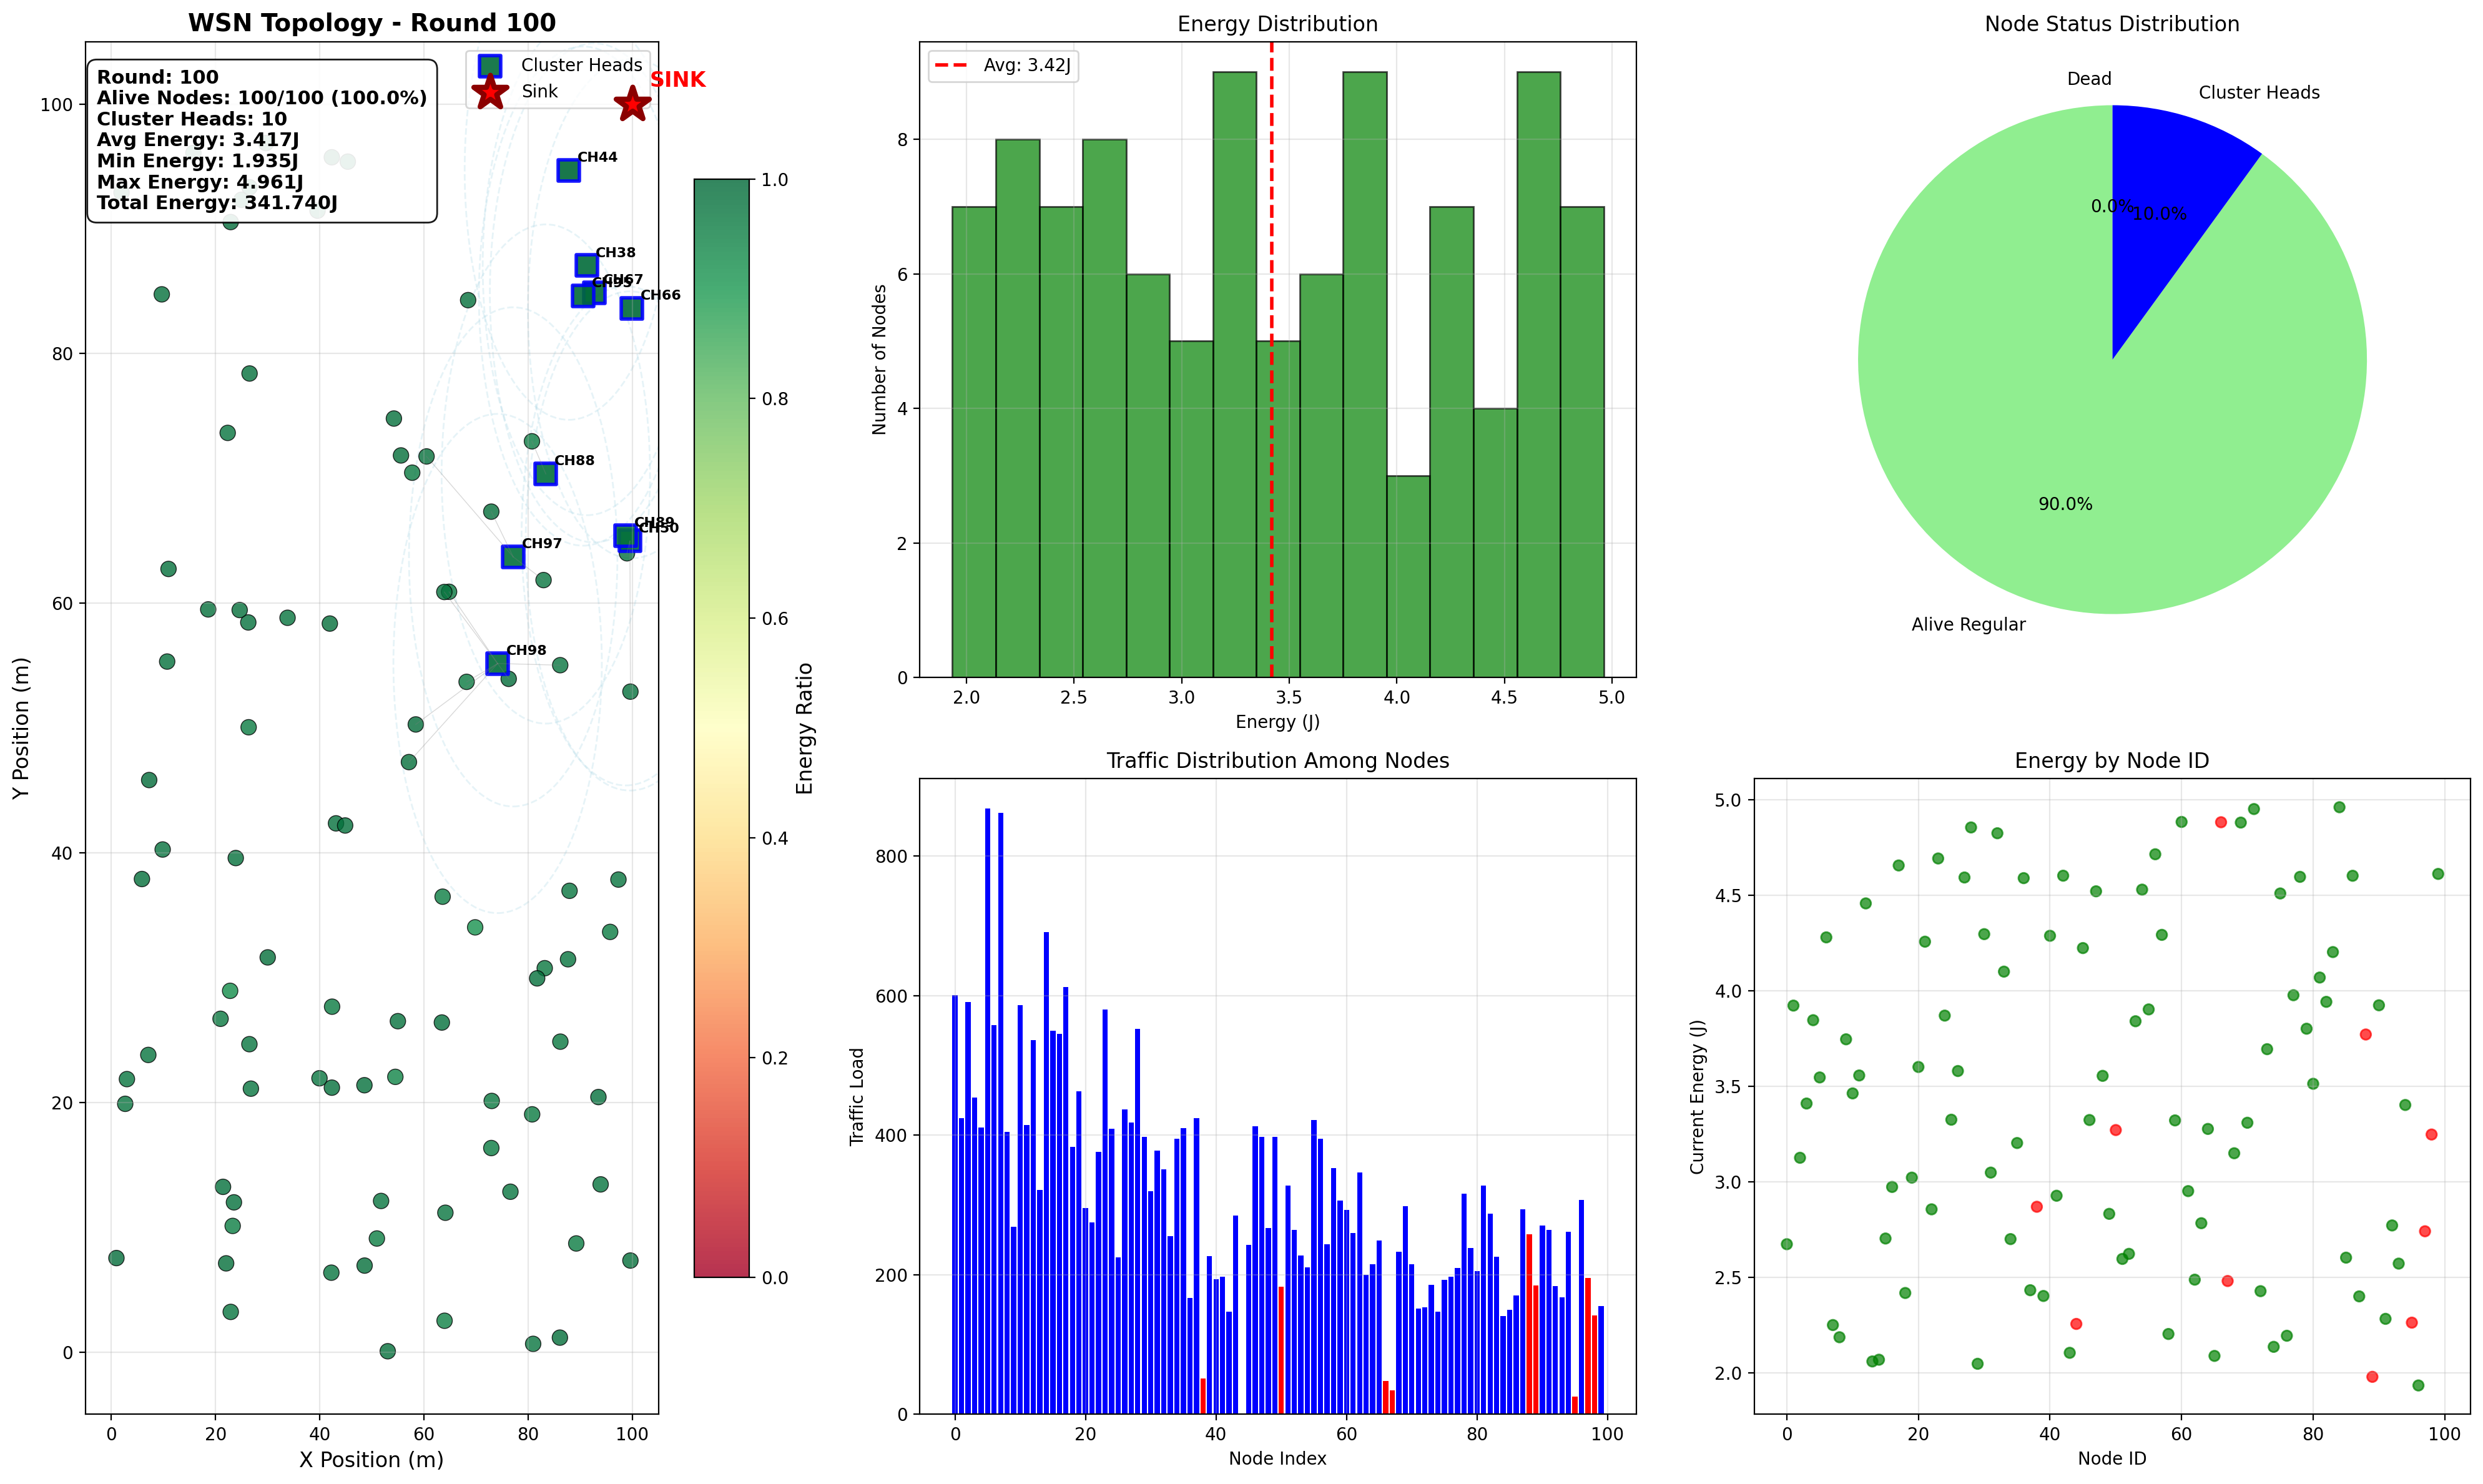 WSN Topology - Round 100
Round: 100
Alive Nodes: 100/100 (100.0%)
Cluster Heads: 10
Avg Energy: 3.417J
Min Energy: 1.935J
Max Energy: 4.961J
Total Energy: 341.740J
Cluster Heads
Sink
SINK
CH44
CH38
CH67
CH95
CH66
CH88
CH89
CH50
CH97
CH98
100
80
60
40
20
0
Y Position (m)
0 20 40 60 80 100
X Position (m)
1.0
0.8
0.6
0.4
0.2
0.0
Energy Ratio
Energy Distribution
Avg: 3.42J
8
6
4
2
0
Number of Nodes
2.0 2.5 3.0 3.5 4.0 4.5 5.0
Energy (J)
Node Status Distribution
Dead
Cluster Heads
0.0%
10.0%
90.0%
Alive Regular
Traffic Distribution Among Nodes
800
600
400
200
0
Traffic Load
0 20 40 60 80 100
Node Index
Energy by Node ID
5.0
4.5
4.0
3.5
3.0
2.5
2.0
Current Energy (J)
0 20 40 60 80 100
Node ID